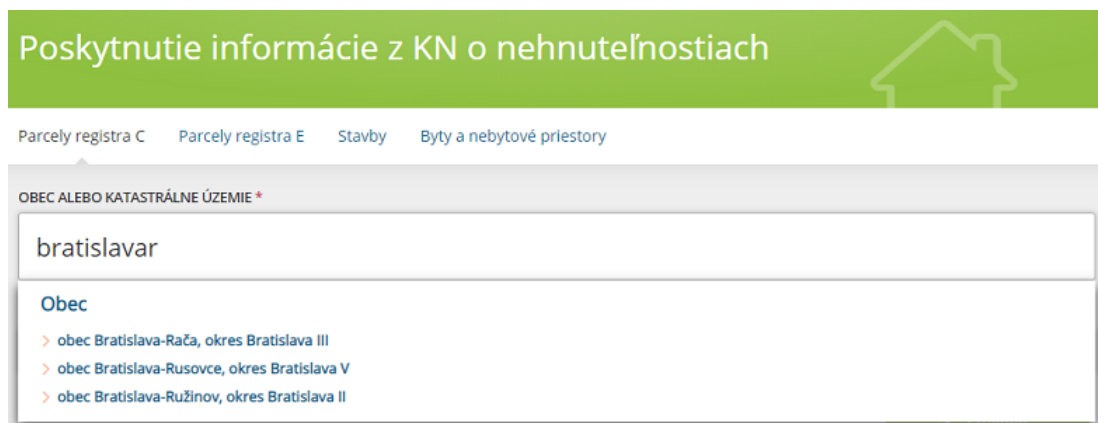 Poskytnutie informácie z KN o nehnuteľnostiach
Parcely registra C Parcely registra E Stavby Byty a nebytové priestory
OBEC ALEBO KATASTRÁLNE ÚZEMIE *
bratislavar
Obec
> obec Bratislava-Rača, okres Bratislava III
> obec Bratislava-Rusovce, okres Bratislava V
> obec Bratislava-Ružinov, okres Bratislava II